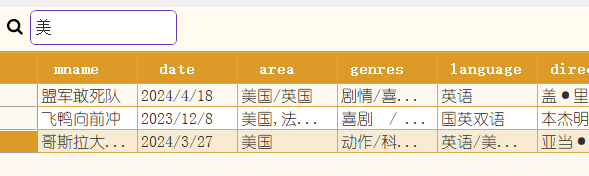 美
mname date area genres language direc
盟军敢死队 2024/4/18 美国/英国 剧情/喜... 英语 盖●里
飞鸭向前冲 2023/12/8 美国,法... 喜剧 / ... 国英双语 本杰明
哥斯拉大... 2024/3/27 美国 动作/科... 英语/美... 亚当●